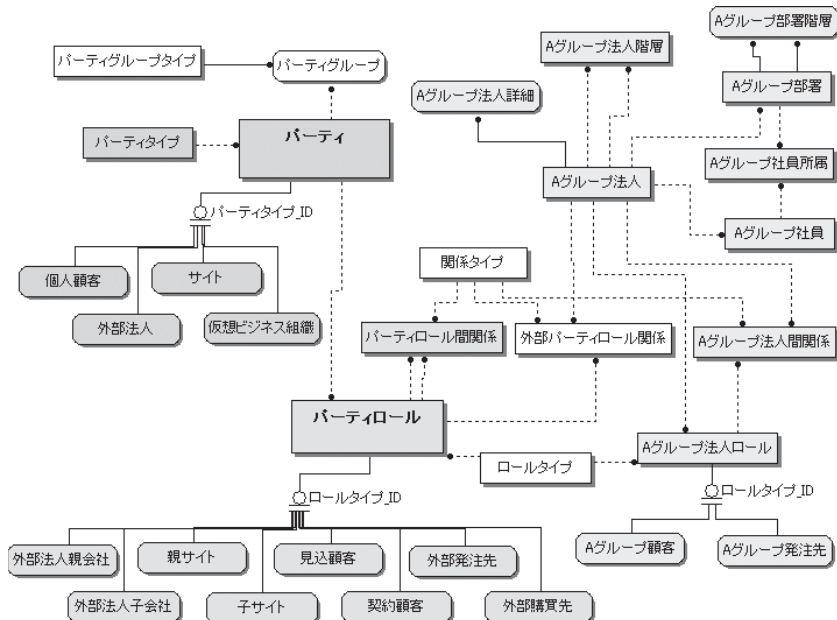 Aグループ部署階層
Aグループ法人階層
パーティグループタイプ
パーティグループ
Aグループ部署
Aグループ法人詳細
パーティタイプ
パーティ
Aグループ社員所属
Aグループ法人
パーティタイプ_ID
Aグループ社員
個人顧客
サイト
関係タイプ
外部法人
仮想ビジネス組織
パーティロール間関係
外部パーティロール関係
Aグループ法人間関係
パーティロール
Aグループ法人ロール
ロールタイプ
ロールタイプ_ID
ロールタイプ_ID
外部法人親会社
親サイト
見込顧客
外部発注先
Aグループ顧客
Aグループ発注先
外部法人子会社
子サイト
契約顧客
外部購買先